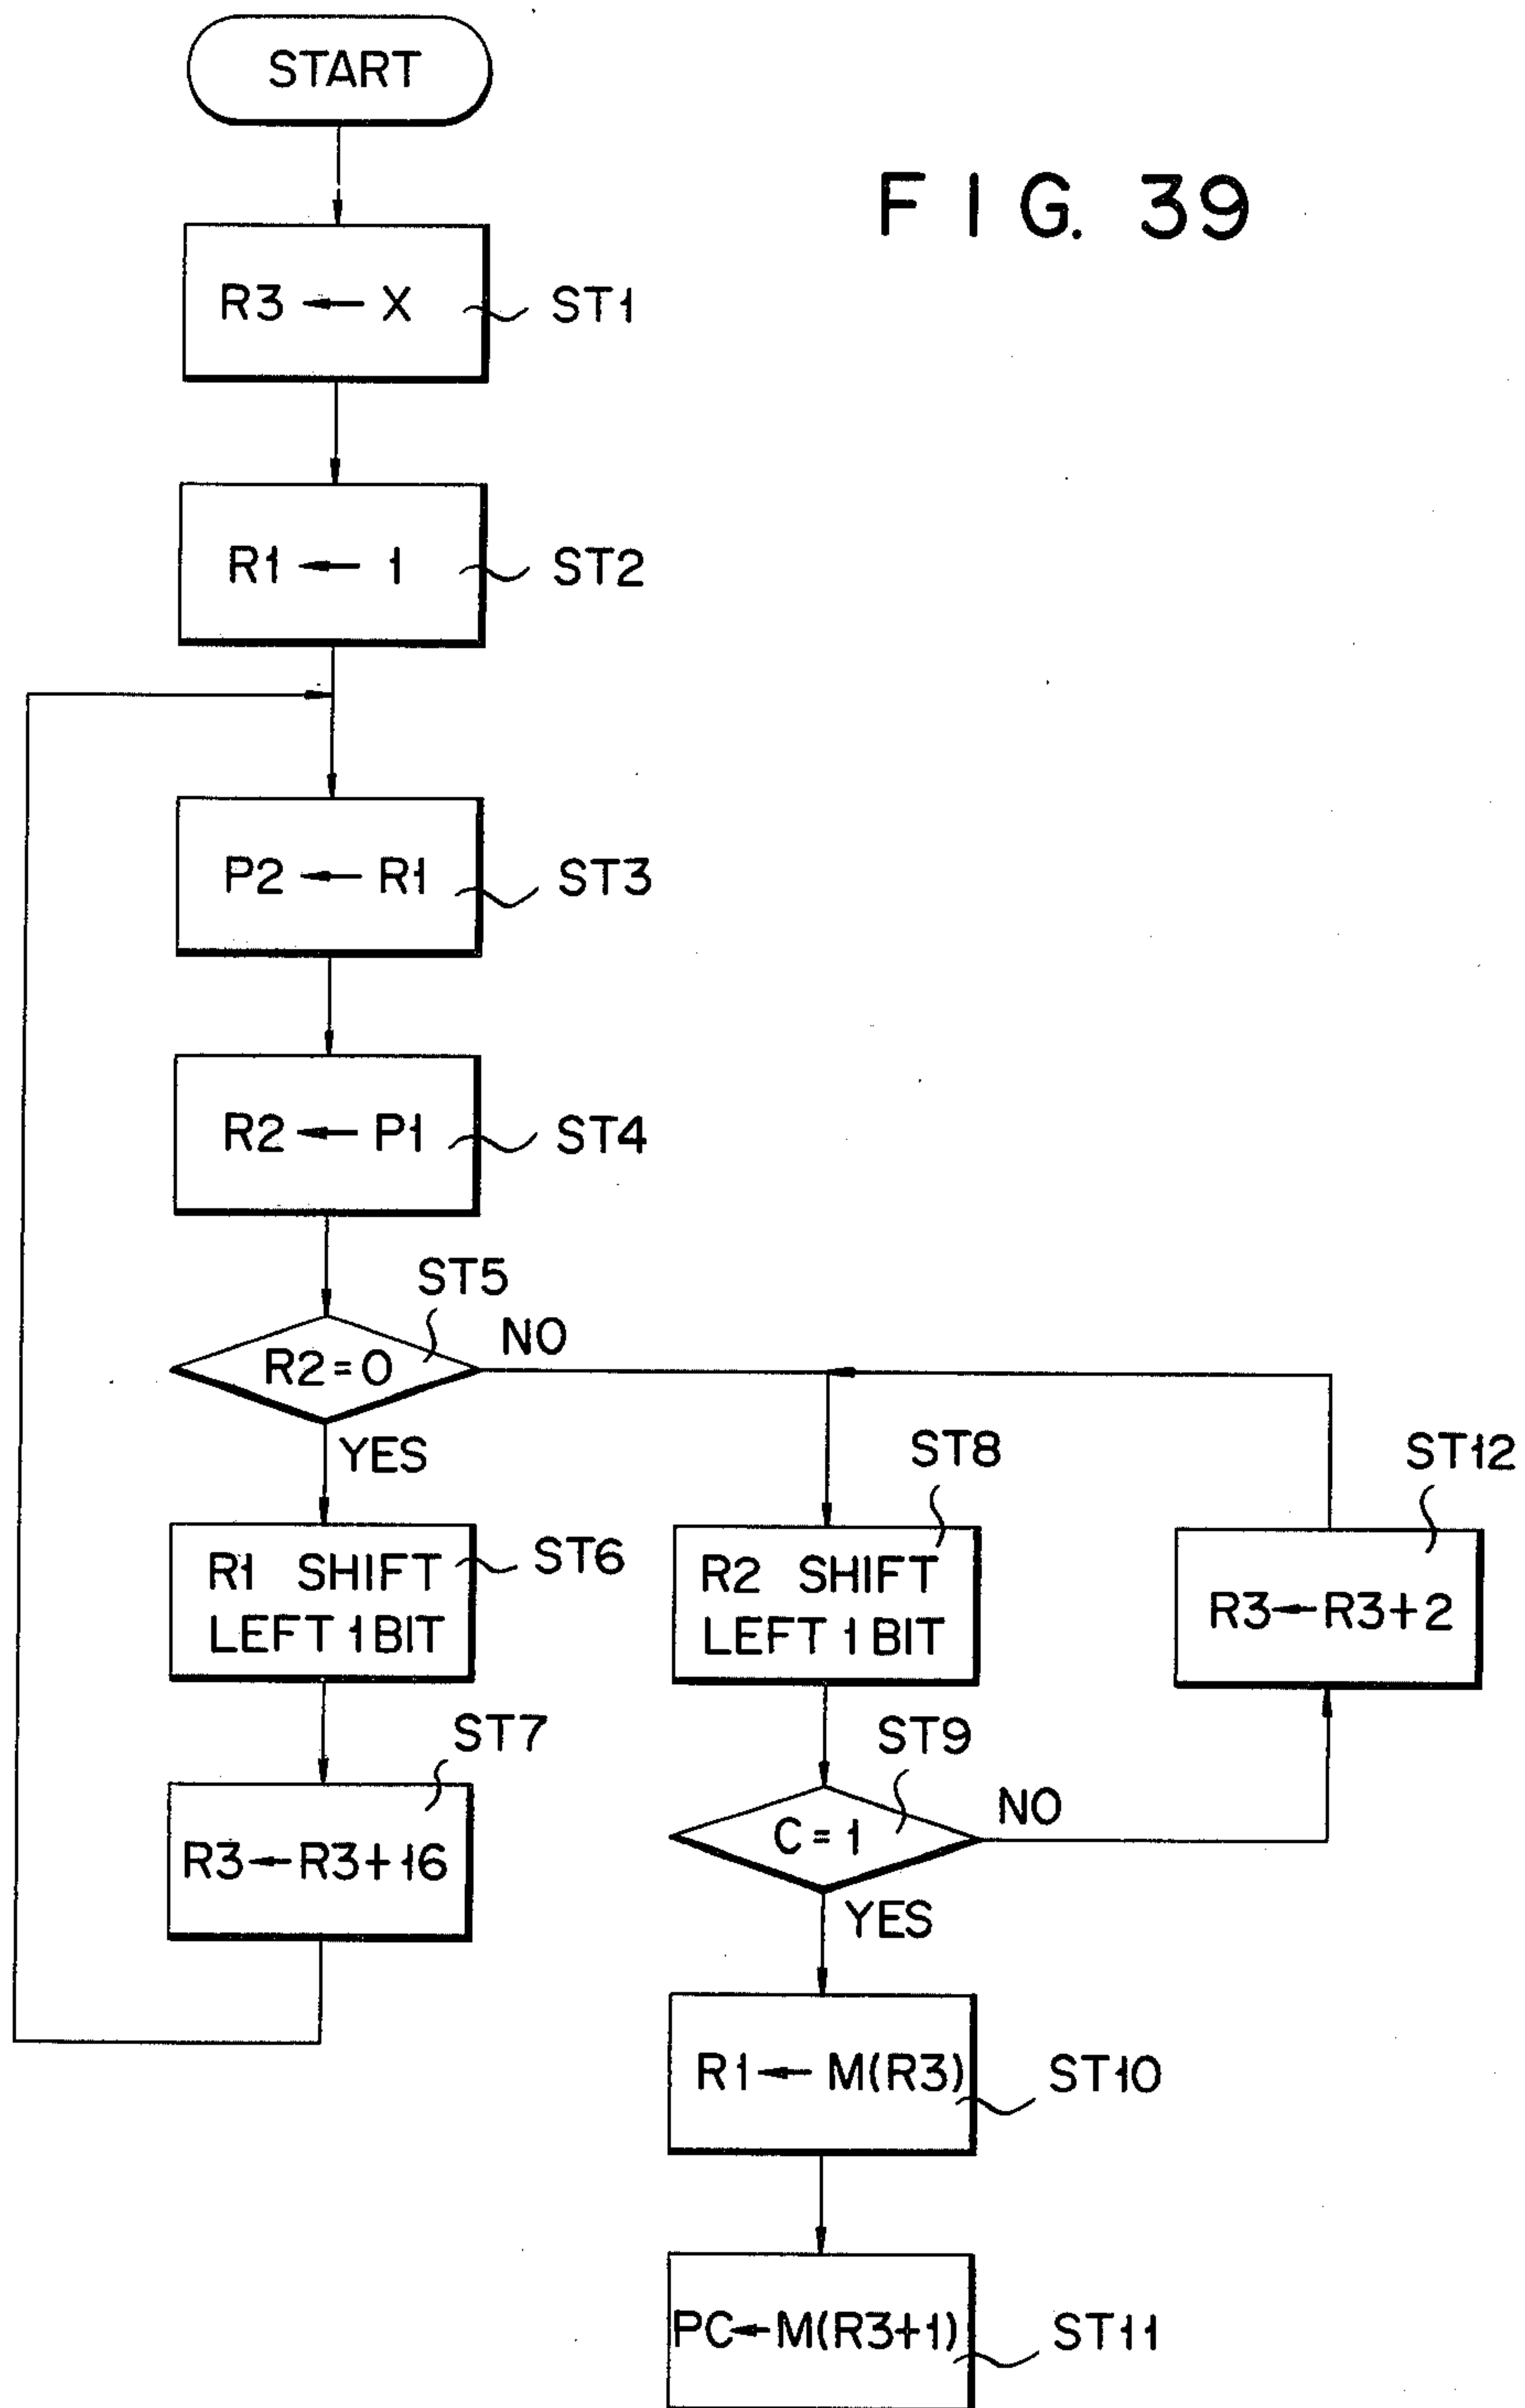 START
FIG. 39
R3 ← X
ST1
R1 ← 1
ST2
P2 ← R1
ST3
R2 ← P1
ST4
ST5
R2=0
NO
YES
R1 SHIFT
LEFT 1 BIT
ST6
ST7
R3←R3+16
ST8
R2 SHIFT
LEFT 1 BIT
ST12
R3←R3+2
ST9
C=1
NO
YES
R1← M(R3)
ST10
PC←M(R3+1)
ST11